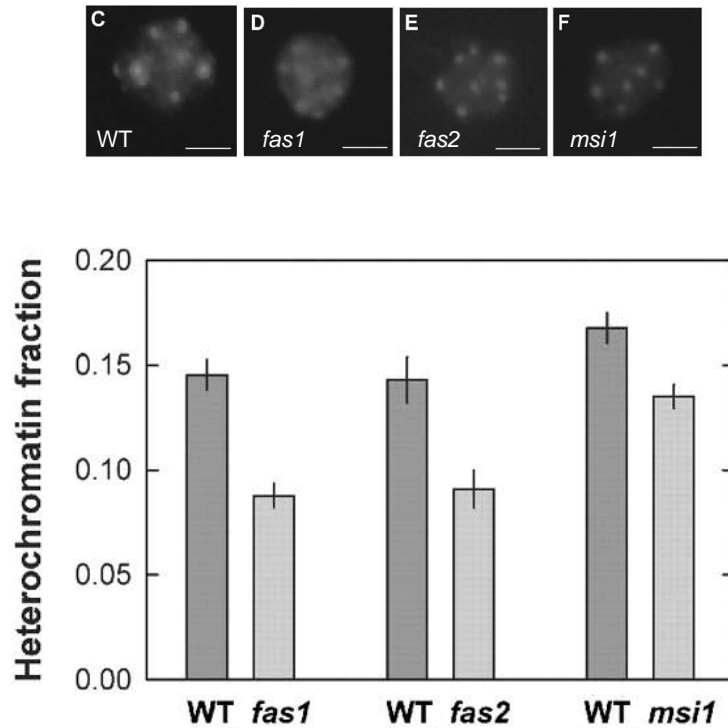 C D E F
WT fas1 fas2 msi1
Heterochromatin fraction
0.20
0.15
0.10
0.05
0.00
WT fas1 WT fas2 WT msi1